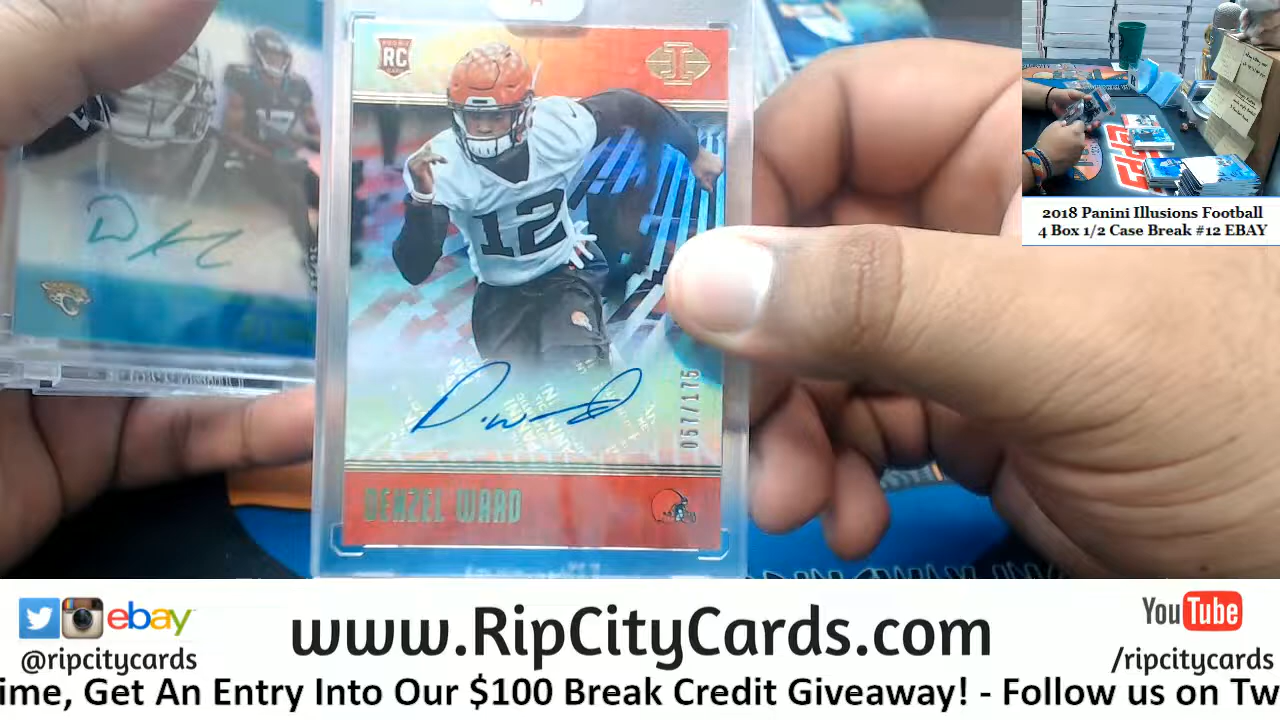 RC
12
D. Ward
057/175
DENZEL WARD
2018 Panini Illusions Football
4 Box 1/2 Case Break #12 EBAY
ebay
@ripcitycards
www.RipCityCards.com
YouTube
/ripcitycards
ime, Get An Entry Into Our $100 Break Credit Giveaway! - Follow us on Tw